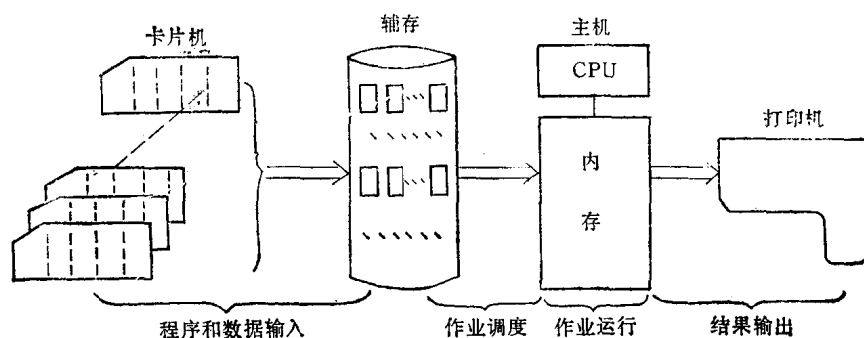 卡片机
辅存
主机
CPU
打印机
内
存
程序和数据输入
作业调度
作业运行
结果输出